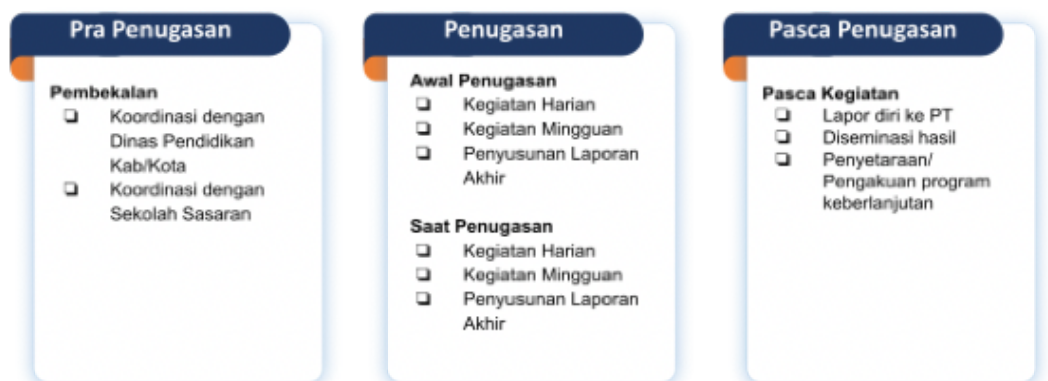 Pra Penugasan
Pembekalan
❑ Koordinasi dengan
Dinas Pendidikan
Kab/Kota
❑ Koordinasi dengan
Sekolah Sasaran
Penugasan
Awal Penugasan
❑ Kegiatan Harian
❑ Kegiatan Mingguan
❑ Penyusunan Laporan
Akhir
Saat Penugasan
❑ Kegiatan Harian
❑ Kegiatan Mingguan
❑ Penyusunan Laporan
Akhir
Pasca Penugasan
Pasca Kegiatan
❑ Lapor diri ke PT
❑ Diseminasi hasil
❑ Penyetaraan/
Pengakuan program
keberlanjutan